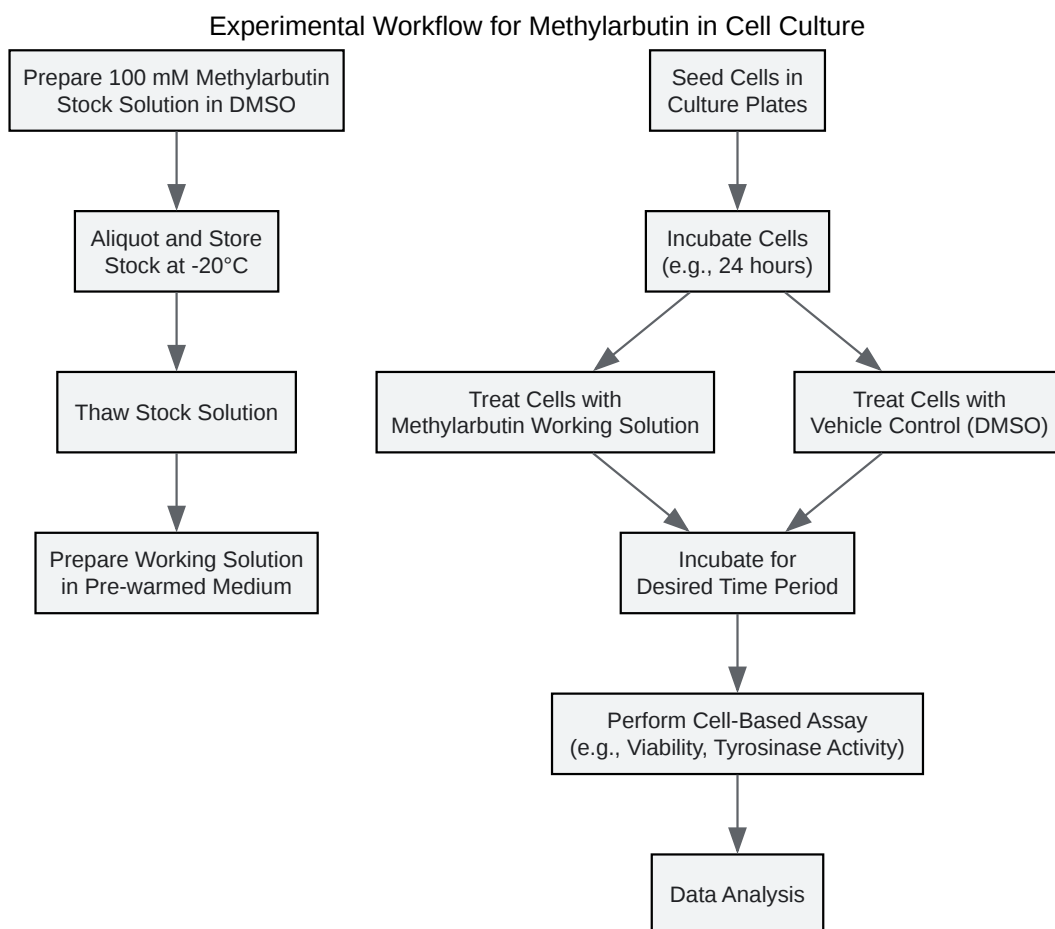 Experimental Workflow for Methylarbutin in Cell Culture
Prepare 100 mM Methylarbutin
Stock Solution in DMSO
Aliquot and Store
Stock at -20°C
Thaw Stock Solution
Prepare Working Solution
in Pre-warmed Medium
Seed Cells in
Culture Plates
Incubate Cells
(e.g., 24 hours)
Treat Cells with
Methylarbutin Working Solution
Treat Cells with
Vehicle Control (DMSO)
Incubate for
Desired Time Period
Perform Cell-Based Assay
(e.g., Viability, Tyrosinase Activity)
Data Analysis